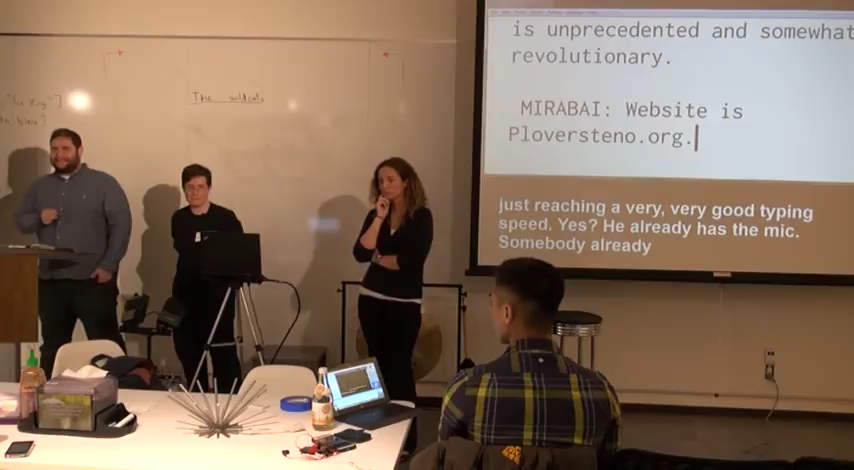 The wildcats
is unprecedented and somewhat
revolutionary.
MIRABAI: Website is
Ploversteno.org.
just reaching a very, very good typing
speed. Yes? He already has the mic.
Somebody already